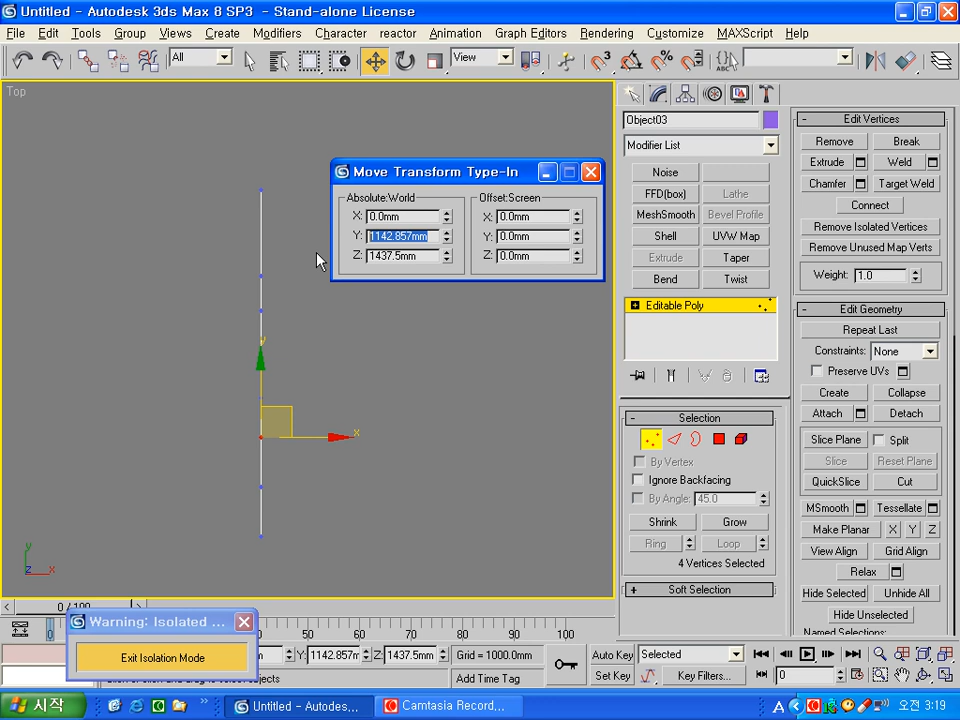 Untitled - Autodesk 3ds Max 8 SP3 - Stand-alone License
File Edit Tools Group Views Create Modifiers Character reactor Animation Graph Editors Rendering Customize MAXScript Help
All View
Top
Move Transform Type-In
Absolute:World Offset:Screen
X: 0.0mm X: 0.0mm
Y: 1142.857mm Y: 0.0mm
Z: 1437.5mm Z: 0.0mm
y
x
y
z x
Object03
Modifier List
Noise
FFD(box) Lathe
MeshSmooth Bevel Profile
Shell UVW Map
Extrude Taper
Bend Twist
Editable Poly
- Selection
By Vertex
Ignore Backfacing
By Angle: 45.0
Shrink Grow
Ring Loop
4 Vertices Selected
+ Soft Selection
- Edit Vertices
Remove Break
Extrude Weld
Chamfer Target Weld
Connect
Remove Isolated Vertices
Remove Unused Map Verts
Weight: 1.0
- Edit Geometry
Repeat Last
Constraints: None
Preserve UVs
Create Collapse
Attach Detach
Slice Plane Split
Slice Reset Plane
QuickSlice Cut
MSmooth Tessellate
Make Planar X Y Z
View Align Grid Align
Relax
Hide Selected Unhide All
Hide Unselected
Named Selections:
0 / 100
0 40 50 60 70 80 90 100
Warning: Isolated ...
Exit Isolation Mode
Y: 1142.857m Z: 1437.5mm Grid = 1000.0mm
Add Time Tag
Auto Key Selected
Set Key Key Filters... 0
시작 Untitled - Autodes... Camtasia Record... A 오전 3:19